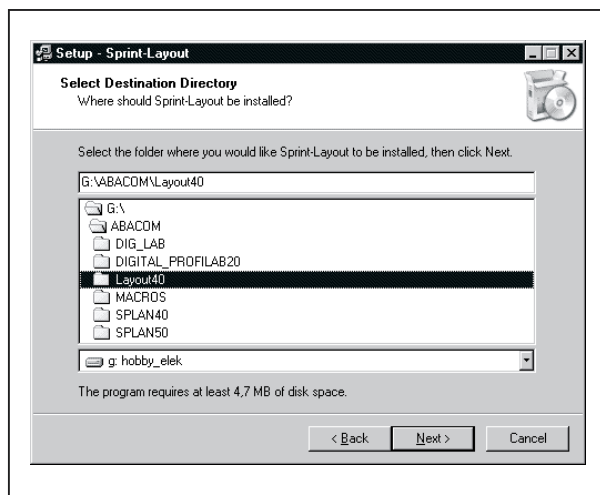 Setup - Sprint-Layout
Select Destination Directory
Where should Sprint-Layout be installed?
Select the folder where you would like Sprint-Layout to be installed, then click Next.
G:\ABACOM\Layout40
G:\
ABACOM
DIG_LAB
DIGITAL_PROFILAB20
Layout40
MACROS
SPLAN40
SPLAN50
g: hobby_elek
The program requires at least 4,7 MB of disk space.
< Back Next > Cancel